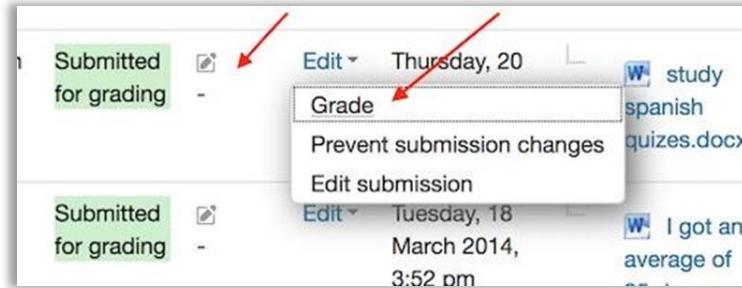 Submitted
for grading
-
Edit
Thursday, 20
study
spanish
quizes.docx
Grade
Prevent submission changes
Edit submission
Submitted
for grading
-
Edit
Tuesday, 18
March 2014,
3:52 pm
I got an
average of